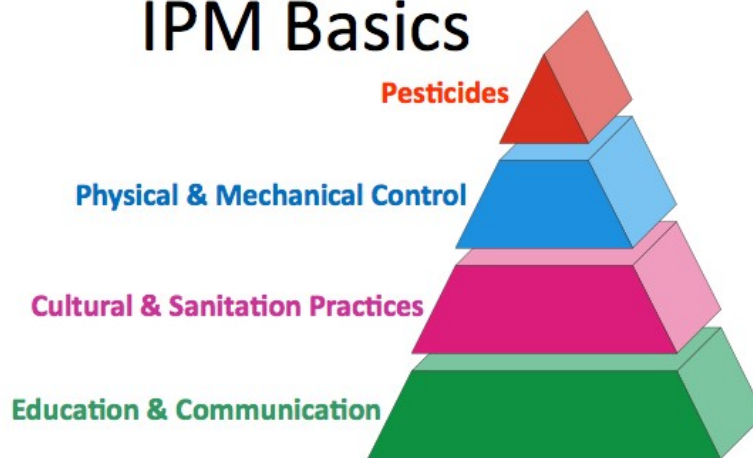 IPM Basics
Pesticides
Physical & Mechanical Control
Cultural & Sanitation Practices
Education & Communication